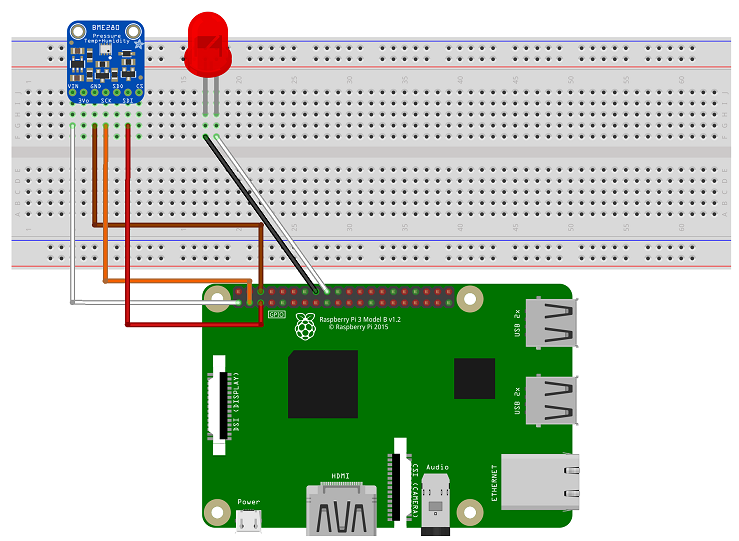 BME280
Pressure
Temp+Humidity
VIN GND SDO CS
3Vo SCK SDI
15 20 25 30 35 40 45 50 55 60
GPIO
Raspberry Pi 3 Model B v1.2
© Raspberry Pi 2015
USB 2x
USB 2x
DSI (DISPLAY)
CSI (CAMERA)
HDMI
Audio
ETHERNET
Power